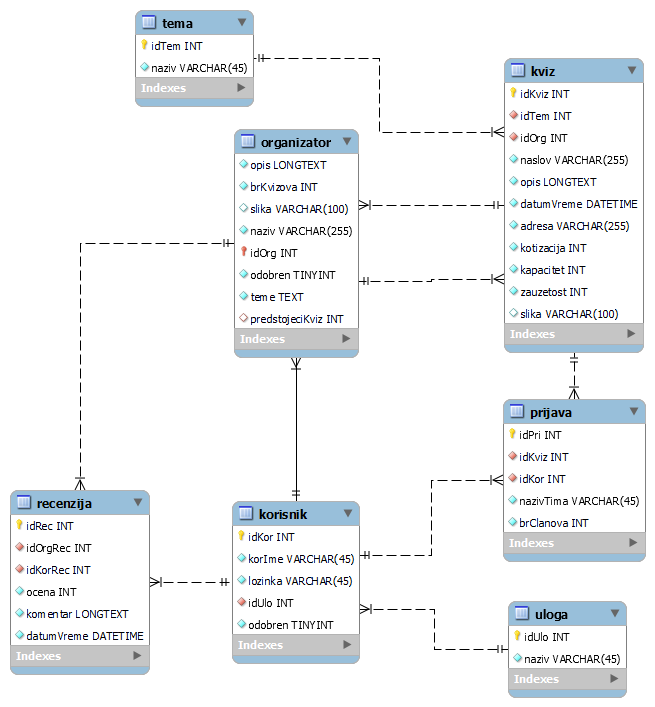 tema
idTem INT
naziv VARCHAR(45)
Indexes
kviz
idKviz INT
idTem INT
idOrg INT
naslov VARCHAR(255)
opis LONGTEXT
datumVreme DATETIME
adresa VARCHAR(255)
kotizacija INT
kapacitet INT
zauzetost INT
slika VARCHAR(100)
Indexes
organizator
opis LONGTEXT
brKvizova INT
slika VARCHAR(100)
naziv VARCHAR(255)
idOrg INT
odobren TINYINT
teme TEXT
predstojeciKviz INT
Indexes
prijava
idPri INT
idKviz INT
idKor INT
nazivTima VARCHAR(45)
brClanova INT
Indexes
recenzija
idRec INT
idOrgRec INT
idKorRec INT
ocena INT
komentar LONGTEXT
datumVreme DATETIME
Indexes
korisnik
idKor INT
korIme VARCHAR(45)
lozinka VARCHAR(45)
idUlo INT
odobren TINYINT
Indexes
uloga
idUlo INT
naziv VARCHAR(45)
Indexes